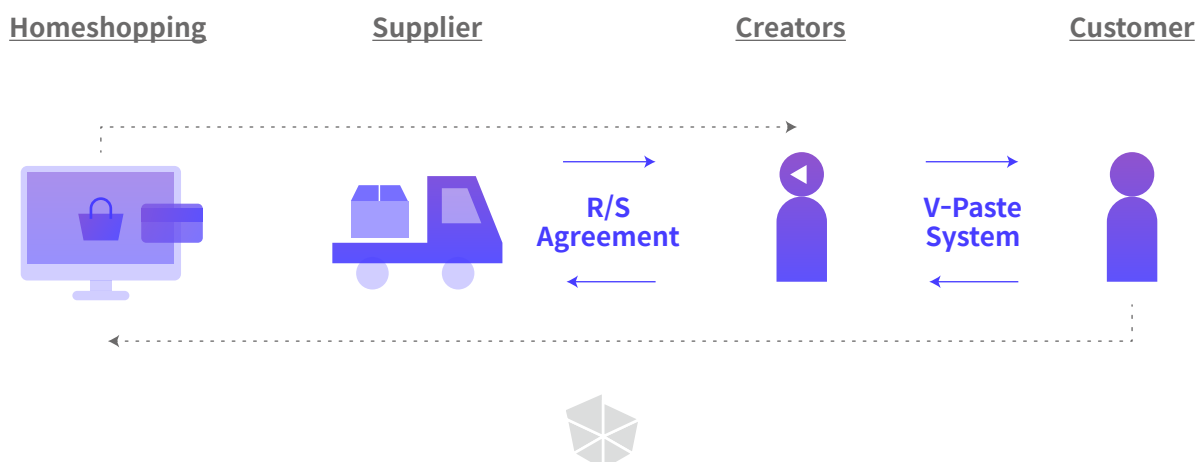 Homeshopping
Supplier
Creators
Customer
R/S
Agreement
V-Paste
System